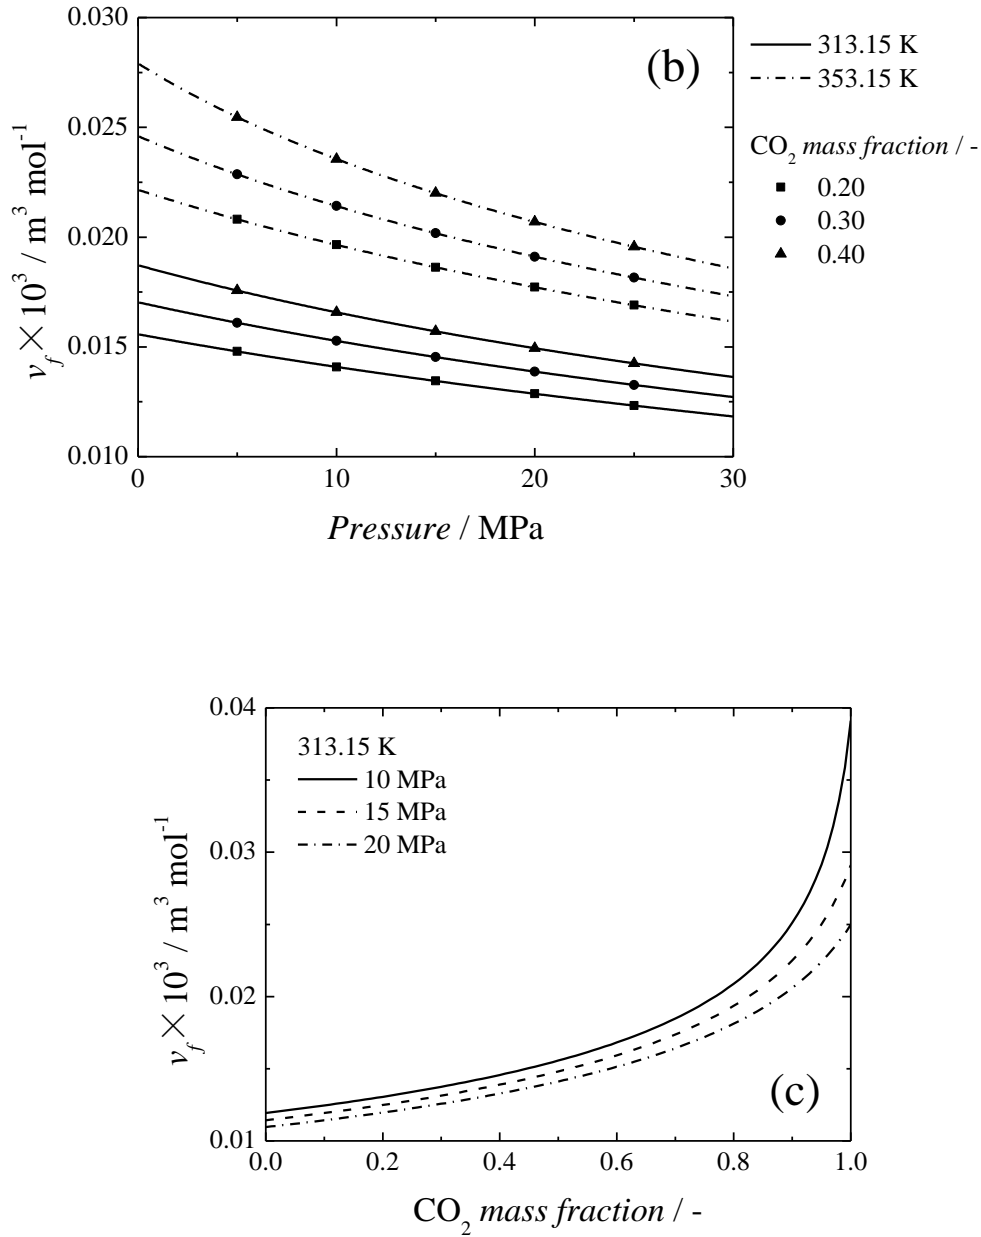 0.030
0.025
0.020
0.015
0.010
v_f × 10³ / m³ mol⁻¹
0
10
20
30
Pressure / MPa
(b)
313.15 K
353.15 K
CO₂ mass fraction / -
0.20
0.30
0.40
0.04
0.03
0.02
0.01
v_f × 10³ / m³ mol⁻¹
313.15 K
10 MPa
15 MPa
20 MPa
(c)
0.0
0.2
0.4
0.6
0.8
1.0
CO₂ mass fraction / -